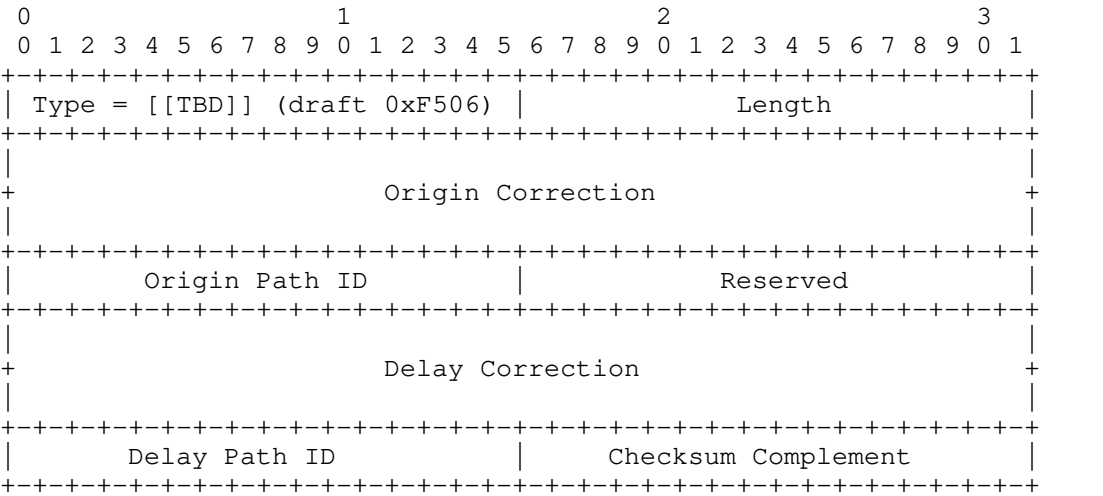 0                   1                   2                   3
0 1 2 3 4 5 6 7 8 9 0 1 2 3 4 5 6 7 8 9 0 1 2 3 4 5 6 7 8 9 0 1
+-+-+-+-+-+-+-+-+-+-+-+-+-+-+-+-+-+-+-+-+-+-+-+-+-+-+-+-+-+-+-+-+
| Type = [[TBD]] (draft 0xF506) |             Length            |
+-+-+-+-+-+-+-+-+-+-+-+-+-+-+-+-+-+-+-+-+-+-+-+-+-+-+-+-+-+-+-+-+
|                                                               |
+                       Origin Correction                       +
|                                                               |
+-+-+-+-+-+-+-+-+-+-+-+-+-+-+-+-+-+-+-+-+-+-+-+-+-+-+-+-+-+-+-+-+
|        Origin Path ID         |            Reserved           |
+-+-+-+-+-+-+-+-+-+-+-+-+-+-+-+-+-+-+-+-+-+-+-+-+-+-+-+-+-+-+-+-+
|                                                               |
+                       Delay Correction                        +
|                                                               |
+-+-+-+-+-+-+-+-+-+-+-+-+-+-+-+-+-+-+-+-+-+-+-+-+-+-+-+-+-+-+-+-+
|       Delay Path ID           |     Checksum Complement       |
+-+-+-+-+-+-+-+-+-+-+-+-+-+-+-+-+-+-+-+-+-+-+-+-+-+-+-+-+-+-+-+-+